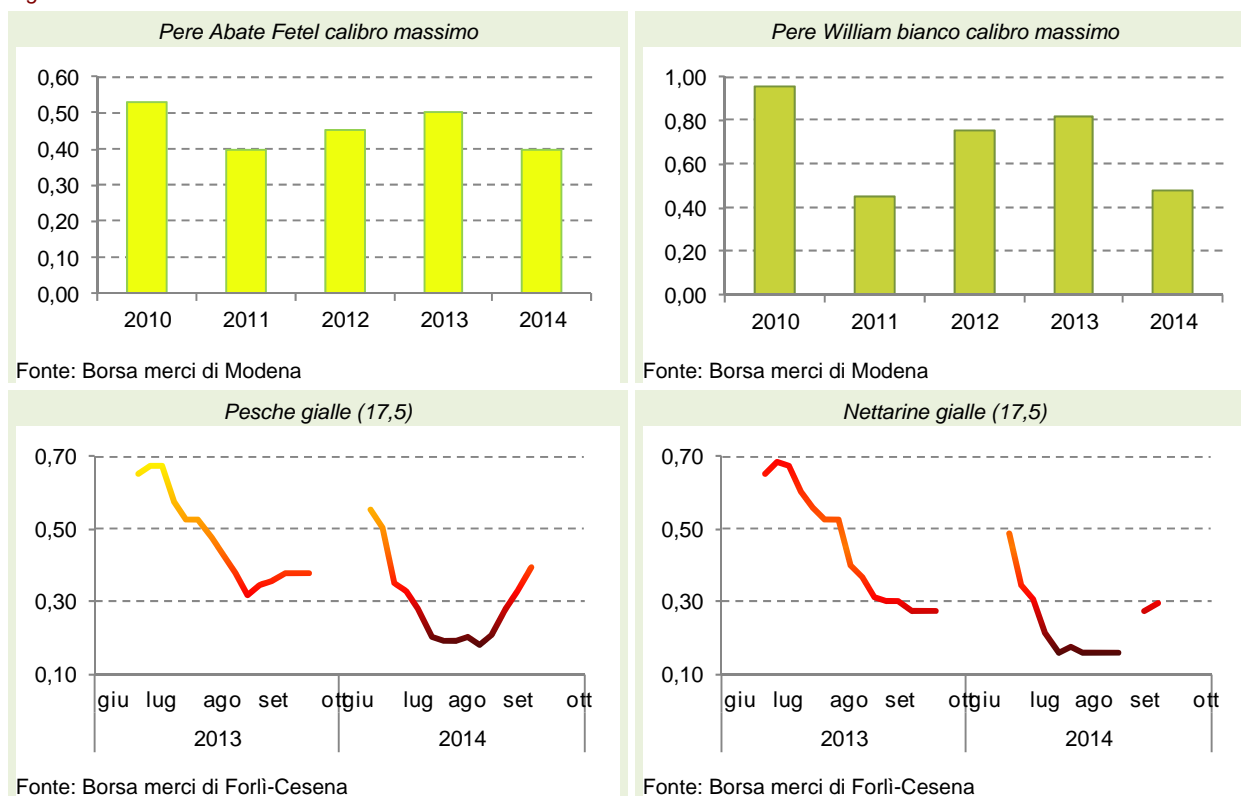 Pere Abate Fetel calibro massimo
0,60
0,50
0,40
0,30
0,20
0,10
0,00
2010 2011 2012 2013 2014
Fonte: Borsa merci di Modena
Pere William bianco calibro massimo
1,00
0,80
0,60
0,40
0,20
0,00
2010 2011 2012 2013 2014
Fonte: Borsa merci di Modena
Pesche gialle (17,5)
0,70
0,50
0,30
0,10
giu lug ago set ott giu lug ago set ott
2013 2014
Fonte: Borsa merci di Forlì-Cesena
Nettarine gialle (17,5)
0,70
0,50
0,30
0,10
giu lug ago set ott giu lug ago set ott
2013 2014
Fonte: Borsa merci di Forlì-Cesena